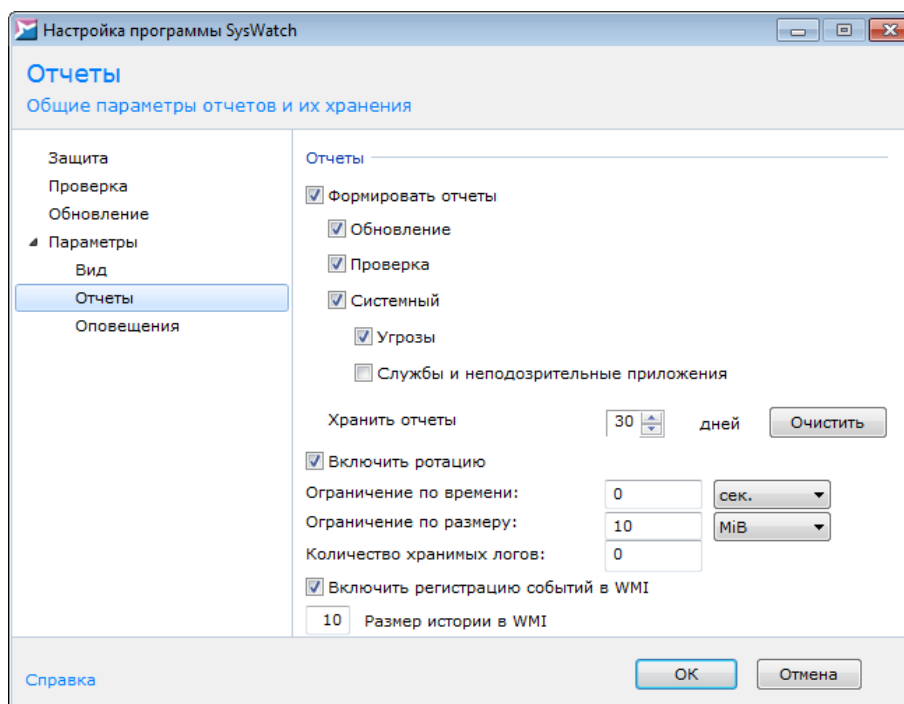 Настройка программы SysWatch
Отчеты
Общие параметры отчетов и их хранения
Защита
Проверка
Обновление
Параметры
Вид
Отчеты
Оповещения
Отчеты
Формировать отчеты
Обновление
Проверка
Системный
Угрозы
Службы и неподозрительные приложения
Хранить отчеты 30 дней Очистить
Включить ротацию
Ограничение по времени: 0 сек.
Ограничение по размеру: 10 MiB
Количество хранимых логов: 0
Включить регистрацию событий в WMI
10 Размер истории в WMI
Справка OK Отмена